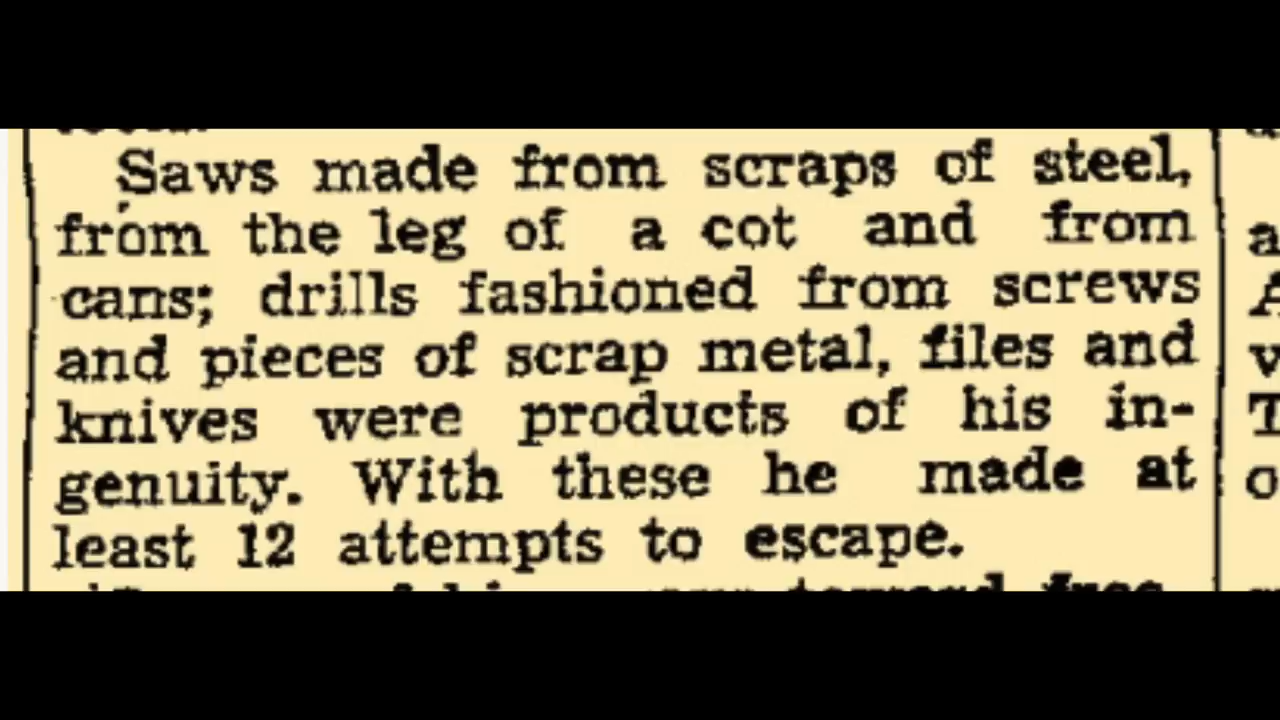 Saws made from scraps of steel,
from the leg of a cot and from
cans; drills fashioned from screws
and pieces of scrap metal, files and
knives were products of his in-
genuity. With these he made at
least 12 attempts to escape.
toward free